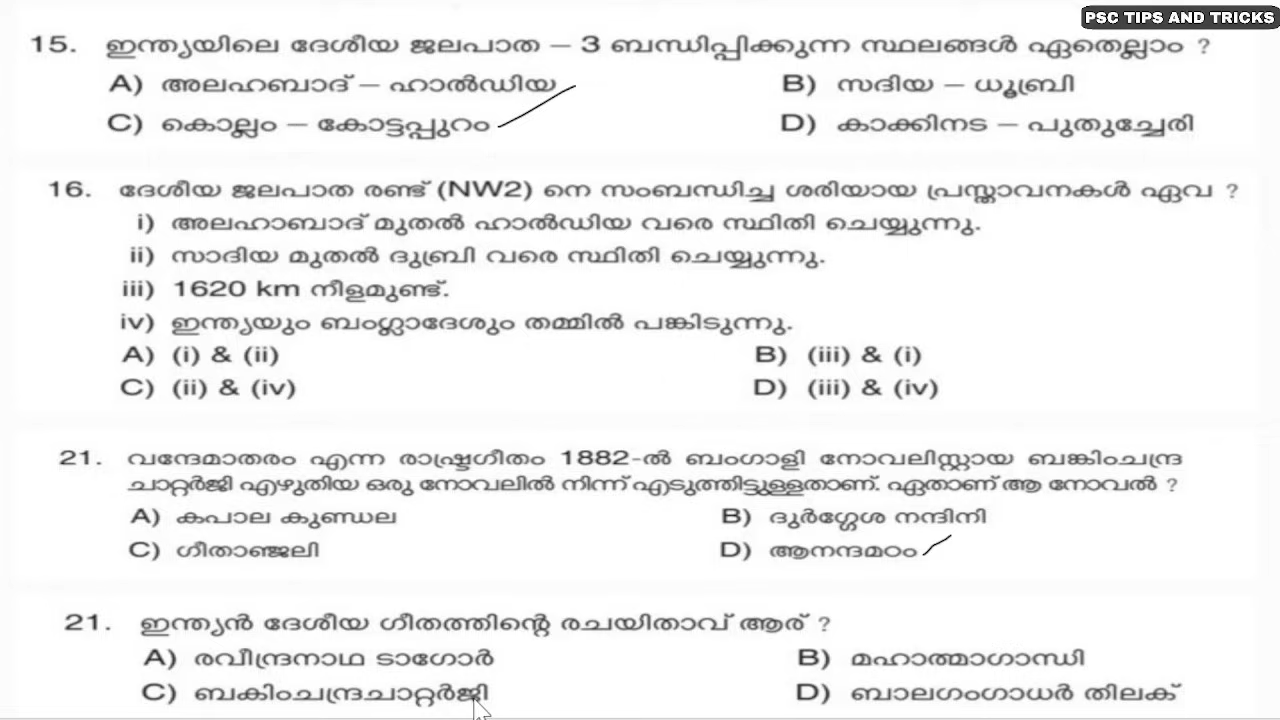 PSC TIPS AND TRICKS
15. ഇന്ത്യയിലെ ദേശീയ ജലപാത – 3 ബന്ധിപ്പിക്കുന്ന സ്ഥലങ്ങൾ ഏതെല്ലാം ?
A) അലഹബാദ് – ഹാൽഡിയ B) സദിയ – ധൂബ്രി
C) കൊല്ലം – കോട്ടപ്പുറം D) കാക്കിനട – പുതുച്ചേരി
16. ദേശീയ ജലപാത രണ്ട് (NW2) നെ സംബന്ധിച്ച ശരിയായ പ്രസ്താവനകൾ ഏവ ?
i) അലഹാബാദ് മുതൽ ഹാൽഡിയ വരെ സ്ഥിതി ചെയ്യുന്നു.
ii) സാദിയ മുതൽ ദുബ്രി വരെ സ്ഥിതി ചെയ്യുന്നു.
iii) 1620 km നീളമുണ്ട്.
iv) ഇന്ത്യയും ബംഗ്ലാദേശും തമ്മിൽ പങ്കിടുന്നു.
A) (i) & (ii) B) (iii) & (i)
C) (ii) & (iv) D) (iii) & (iv)
21. വന്ദേമാതരം എന്ന രാഷ്ട്രഗീതം 1882-ൽ ബംഗാളി നോവലിസ്റ്റായ ബങ്കിംചന്ദ്ര
ചാറ്റർജി എഴുതിയ ഒരു നോവലിൽ നിന്ന് എടുത്തിട്ടുള്ളതാണ്. ഏതാണ് ആ നോവൽ ?
A) കപാല കുണ്ഡല B) ദുർഗ്ഗേശ നന്ദിനി
C) ഗീതാഞ്ജലി D) ആനന്ദമഠം
21. ഇന്ത്യൻ ദേശീയ ഗീതത്തിന്റെ രചയിതാവ് ആര് ?
A) രവീന്ദ്രനാഥ ടാഗോർ B) മഹാത്മാഗാന്ധി
C) ബകിംചന്ദ്രചാറ്റർജി D) ബാലഗംഗാധർ തിലക്